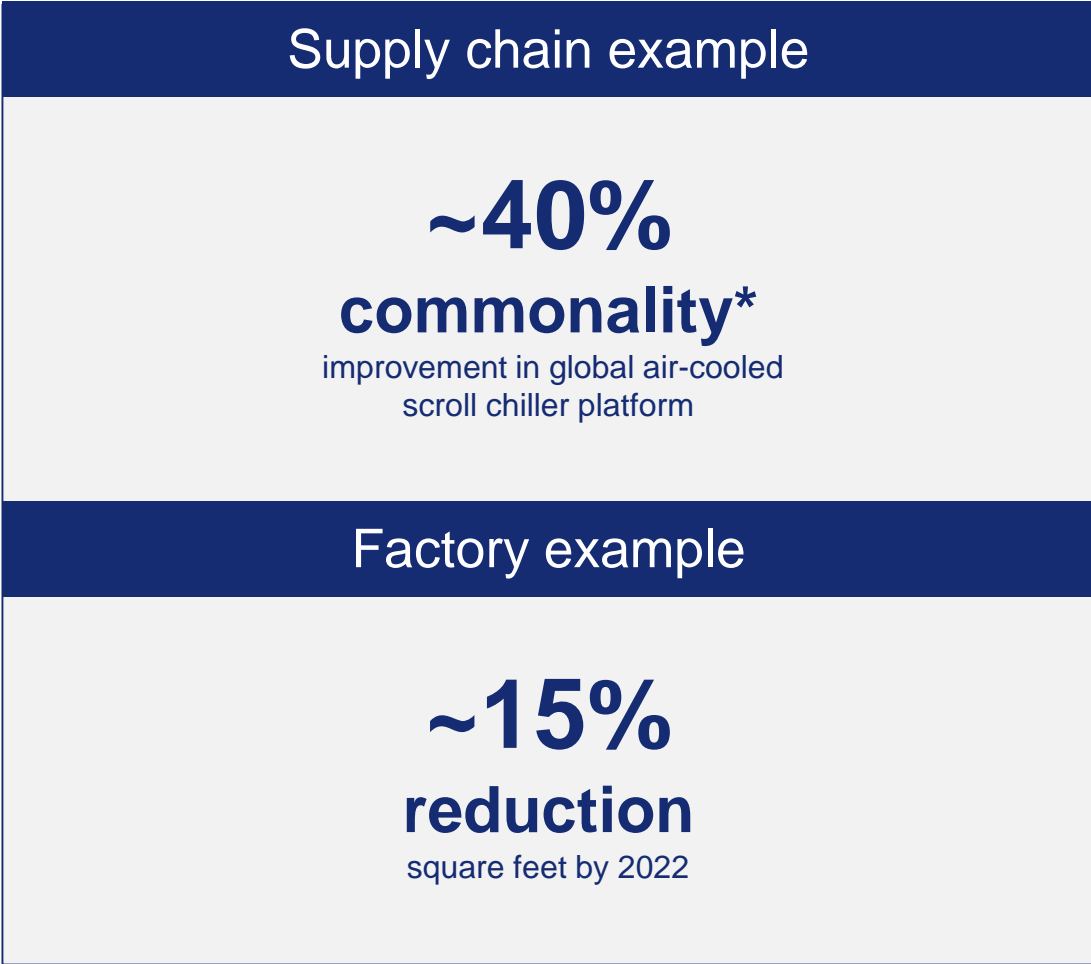 Supply chain example
~40%
commonality*
improvement in global air-cooled
scroll chiller platform
Factory example
~15%
reduction
square feet by 2022